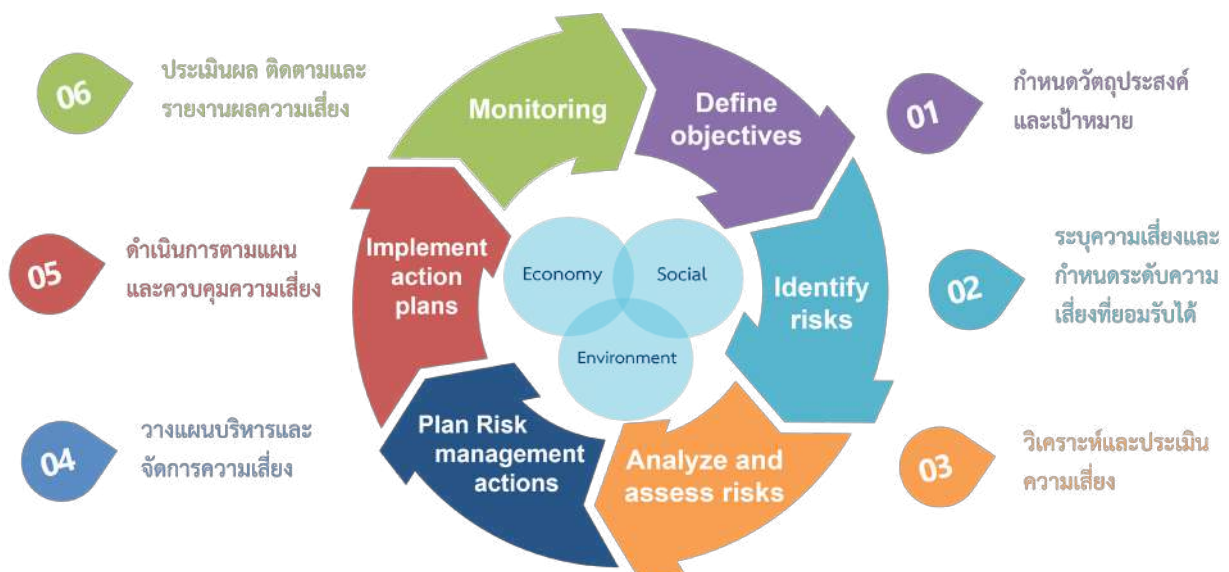 01
กำหนดวัตถุประสงค์
และเป้าหมาย
Define
objectives
02
ระบุความเสี่ยงและ
กำหนดระดับความ
เสี่ยงที่ยอมรับได้
Identify
risks
03
วิเคราะห์และประเมิน
ความเสี่ยง
Analyze and
assess risks
04
วางแผนบริหารและ
จัดการความเสี่ยง
Plan Risk
management
actions
05
ดำเนินการตามแผน
และควบคุมความเสี่ยง
Implement
action
plans
06
ประเมินผล ติดตามและ
รายงานผลความเสี่ยง
Monitoring
Economy
Social
Environment